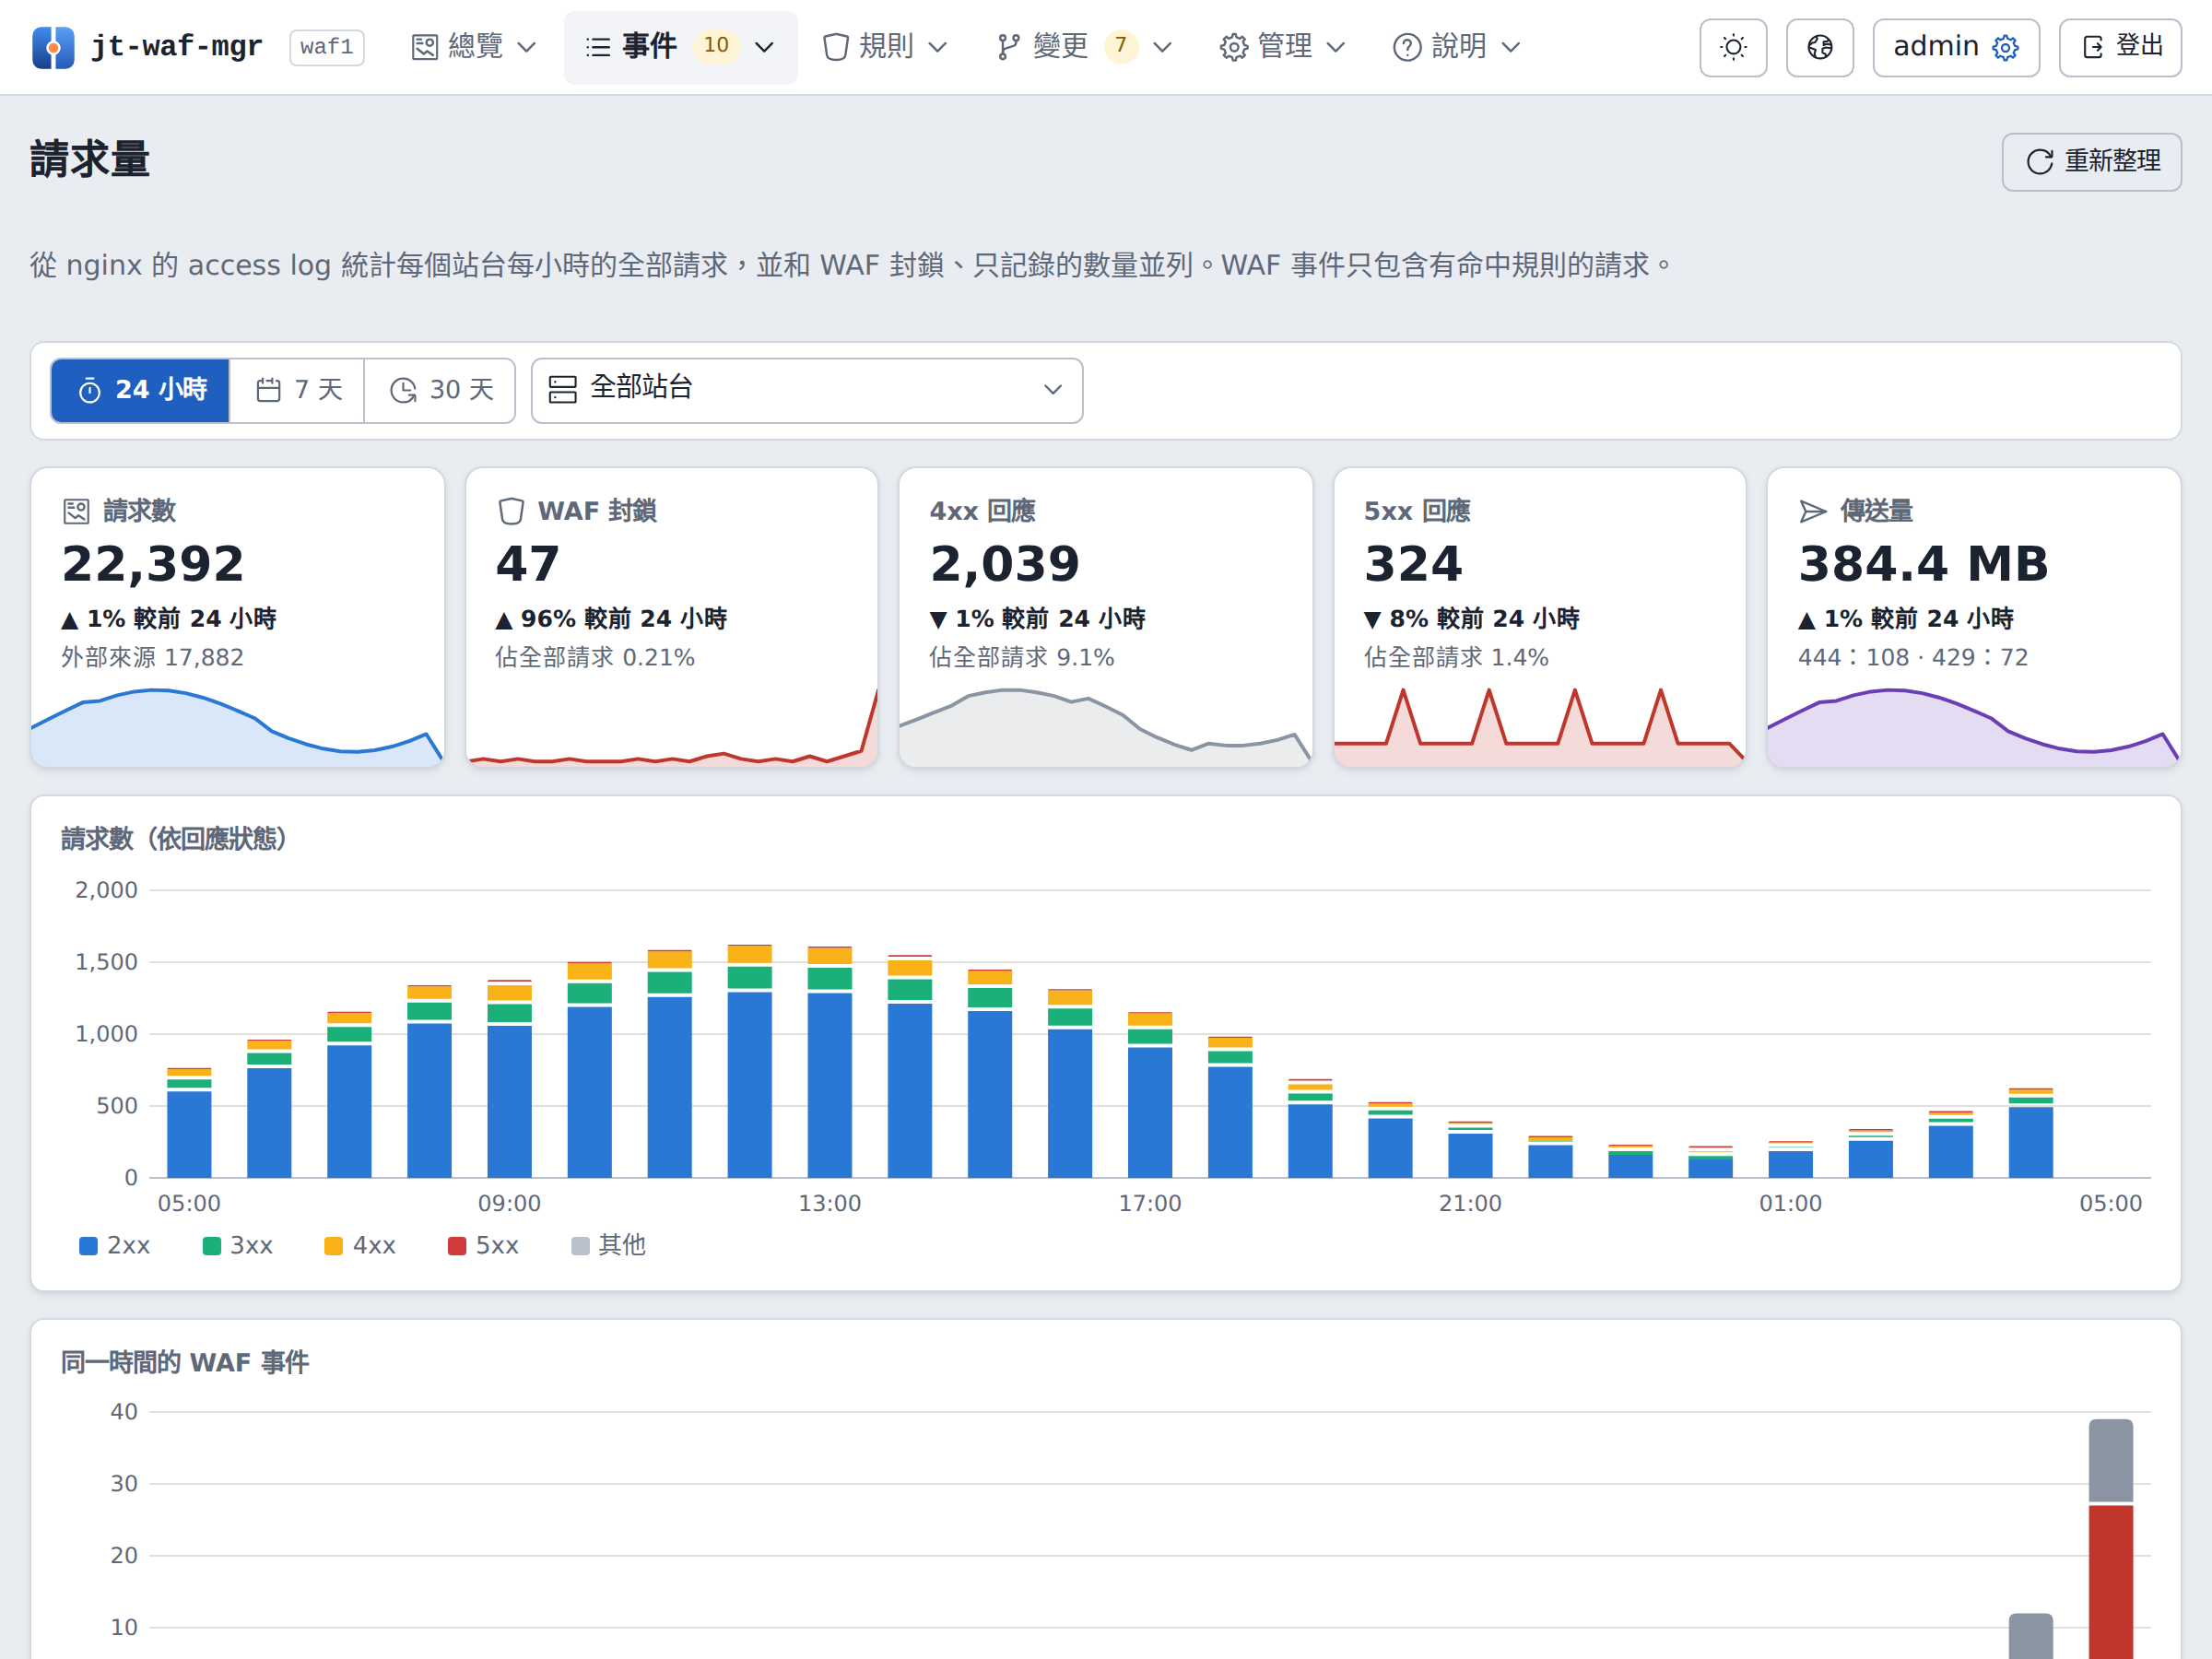 jt-waf-mgr waf1 總覽 事件 10 規則 變更 7 管理 說明 admin 登出
請求量 重新整理
從 nginx 的 access log 統計每個站台每小時的全部請求，並和 WAF 封鎖、只記錄的數量並列。WAF 事件只包含有命中規則的請求。
24 小時 7 天 30 天 全部站台
請求數
22,392
▲ 1% 較前 24 小時
外部來源 17,882
WAF 封鎖
47
▲ 96% 較前 24 小時
佔全部請求 0.21%
4xx 回應
2,039
▼ 1% 較前 24 小時
佔全部請求 9.1%
5xx 回應
324
▼ 8% 較前 24 小時
佔全部請求 1.4%
傳送量
384.4 MB
▲ 1% 較前 24 小時
444：108 · 429：72
請求數（依回應狀態）
2,000
1,500
1,000
500
0
05:00 09:00 13:00 17:00 21:00 01:00 05:00
2xx 3xx 4xx 5xx 其他
同一時間的 WAF 事件
40
30
20
10